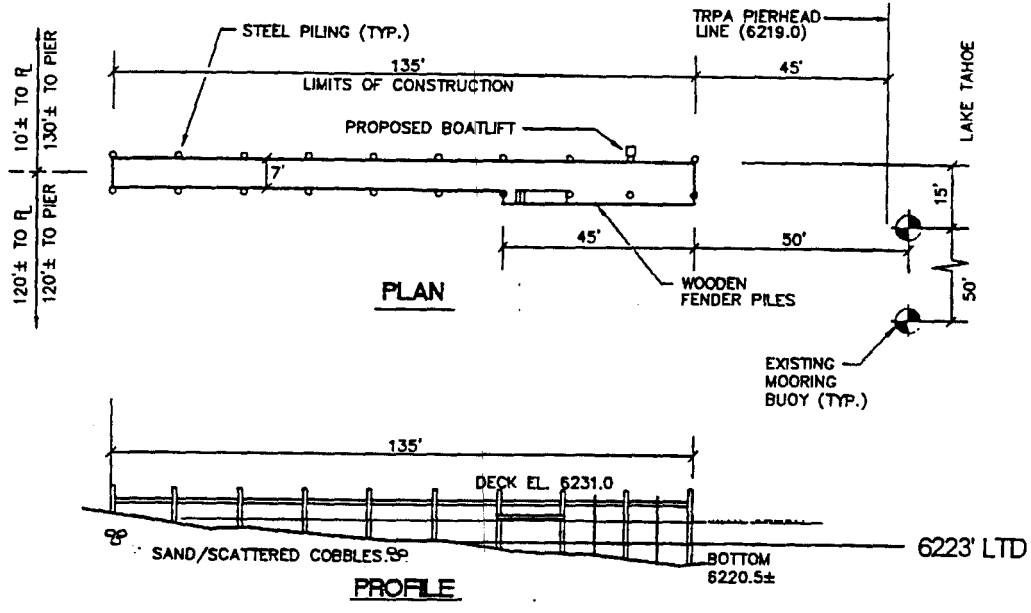 STEEL PILING (TYP.)
TRPA PIERHEAD
LINE (6219.0)
135'
LIMITS OF CONSTRUCTION
45'
LAKE TAHOE
10'± TO PL
130'± TO PIER
PROPOSED BOATLIFT
7'
15'
120'± TO PL
120'± TO PIER
45'
50'
50'
WOODEN
FENDER PILES
PLAN
EXISTING
MOORING
BUOY (TYP.)
135'
DECK EL. 6231.0
SAND/SCATTERED COBBLES
BOTTOM
6220.5±
6223' LTD
PROFILE